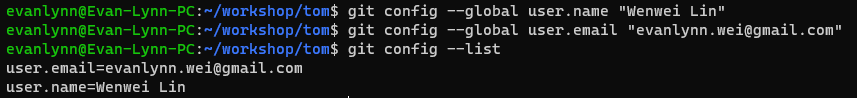 evanlynn@Evan-Lynn-PC:~/workshop/tom$ git config --global user.name "Wenwei Lin"
evanlynn@Evan-Lynn-PC:~/workshop/tom$ git config --global user.email "evanlynn.wei@gmail.com"
evanlynn@Evan-Lynn-PC:~/workshop/tom$ git config --list
user.email=evanlynn.wei@gmail.com
user.name=Wenwei Lin